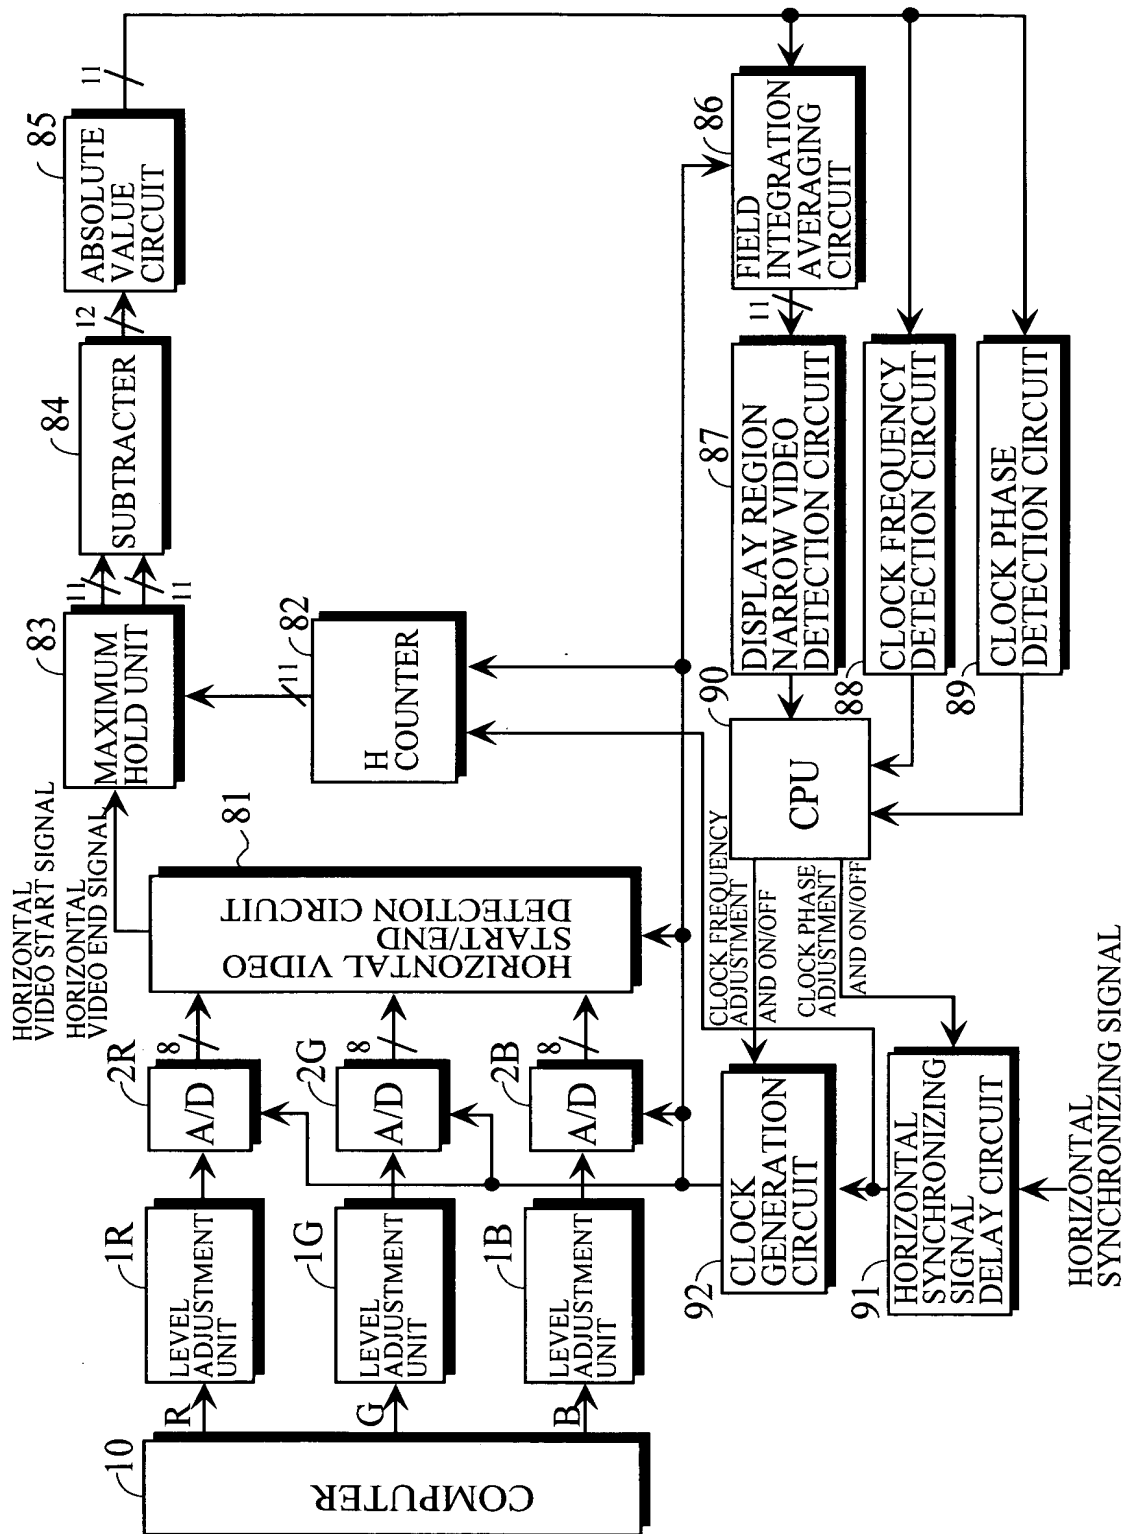 10
COMPUTER
R
G
B
1R
LEVEL
ADJUSTMENT
UNIT
1G
LEVEL
ADJUSTMENT
UNIT
1B
LEVEL
ADJUSTMENT
UNIT
2R
A/D
8
2G
A/D
8
2B
A/D
8
81
HORIZONTAL VIDEO
START/END
DETECTION CIRCUIT
HORIZONTAL
VIDEO START SIGNAL
HORIZONTAL
VIDEO END SIGNAL
83
MAXIMUM
HOLD UNIT
11
11
82
H
COUNTER
11
84
SUBTRACTER
12
85
ABSOLUTE
VALUE
CIRCUIT
11
86
FIELD
INTEGRATION
AVERAGING
CIRCUIT
11
87
DISPLAY REGION
NARROW VIDEO
DETECTION CIRCUIT
88
CLOCK FREQUENCY
DETECTION CIRCUIT
89
CLOCK PHASE
DETECTION CIRCUIT
90
CPU
CLOCK FREQUENCY
ADJUSTMENT
AND ON/OFF
CLOCK PHASE
ADJUSTMENT
AND ON/OFF
92
CLOCK
GENERATION
CIRCUIT
91
HORIZONTAL
SYNCHRONIZING
SIGNAL
DELAY CIRCUIT
HORIZONTAL
SYNCHRONIZING SIGNAL